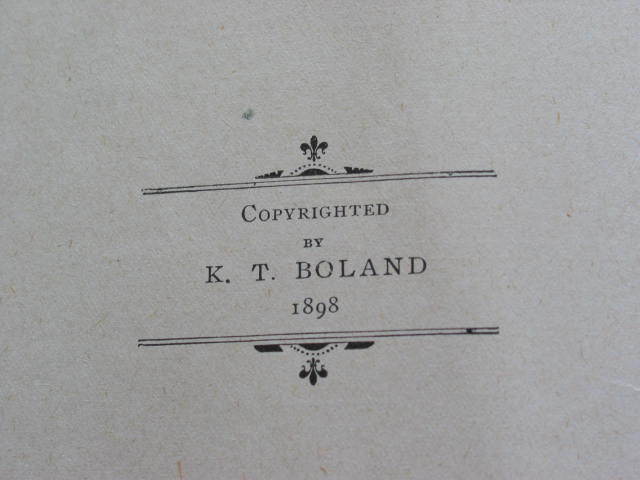 COPYRIGHTED
BY
K. T. BOLAND
1898